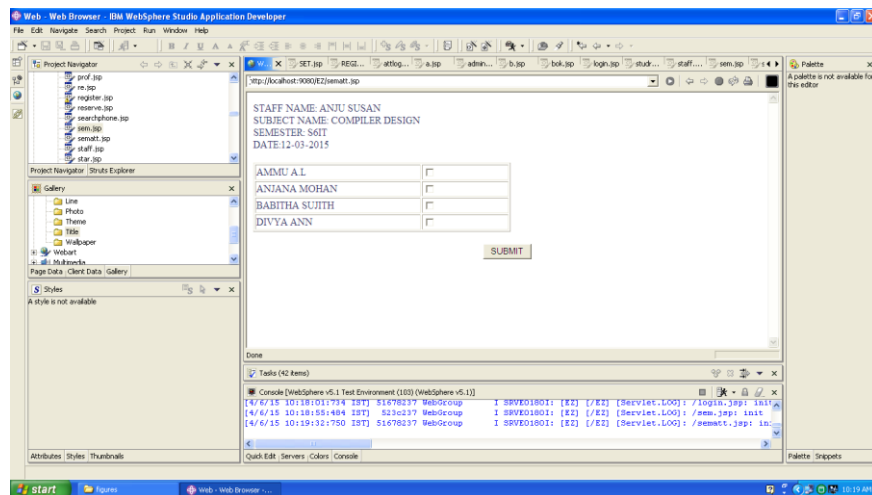 Web - Web Browser - IBM WebSphere Studio Application Developer
File Edit Navigate Search Project Run Window Help
Project Navigator
prof.jsp
re.jsp
register.jsp
reserve.jsp
searchphone.jsp
sem.jsp
sematt.jsp
staff.jsp
star.jsp
Project Navigator Struts Explorer
Gallery
Line
Photo
Theme
Title
Wallpaper
Webart
Multimedia
Page Data Client Data Gallery
Styles
A style is not available
Attributes Styles Thumbnails
W... SET.jsp REGI... attlog... a.jsp admin... b.jsp bok.jsp login.jsp studr... staff.... sem.jsp
http://localhost:9080/EZ/sematt.jsp
STAFF NAME: ANJU SUSAN
SUBJECT NAME: COMPILER DESIGN
SEMESTER: S6IT
DATE:12-03-2015
AMMU A.L
ANJANA MOHAN
BABITHA SUJITH
DIVYA ANN
SUBMIT
Done
Tasks (42 items)
Console [WebSphere v5.1 Test Environment (103) (WebSphere v5.1)]
[4/6/15 10:18:01:734 IST] 51678237 WebGroup I SRVE0180I: [EZ] [/EZ] [Servlet.LOG]: /login.jsp: init
[4/6/15 10:18:55:484 IST] 523c237 WebGroup I SRVE0180I: [EZ] [/EZ] [Servlet.LOG]: /sem.jsp: init
[4/6/15 10:19:32:750 IST] 51678237 WebGroup I SRVE0180I: [EZ] [/EZ] [Servlet.LOG]: /sematt.jsp: in
Quick Edit Servers Colors Console
Palette
A palette is not available for
this editor
Palette Snippets
start figures Web - Web Browser -... 10:19 AM